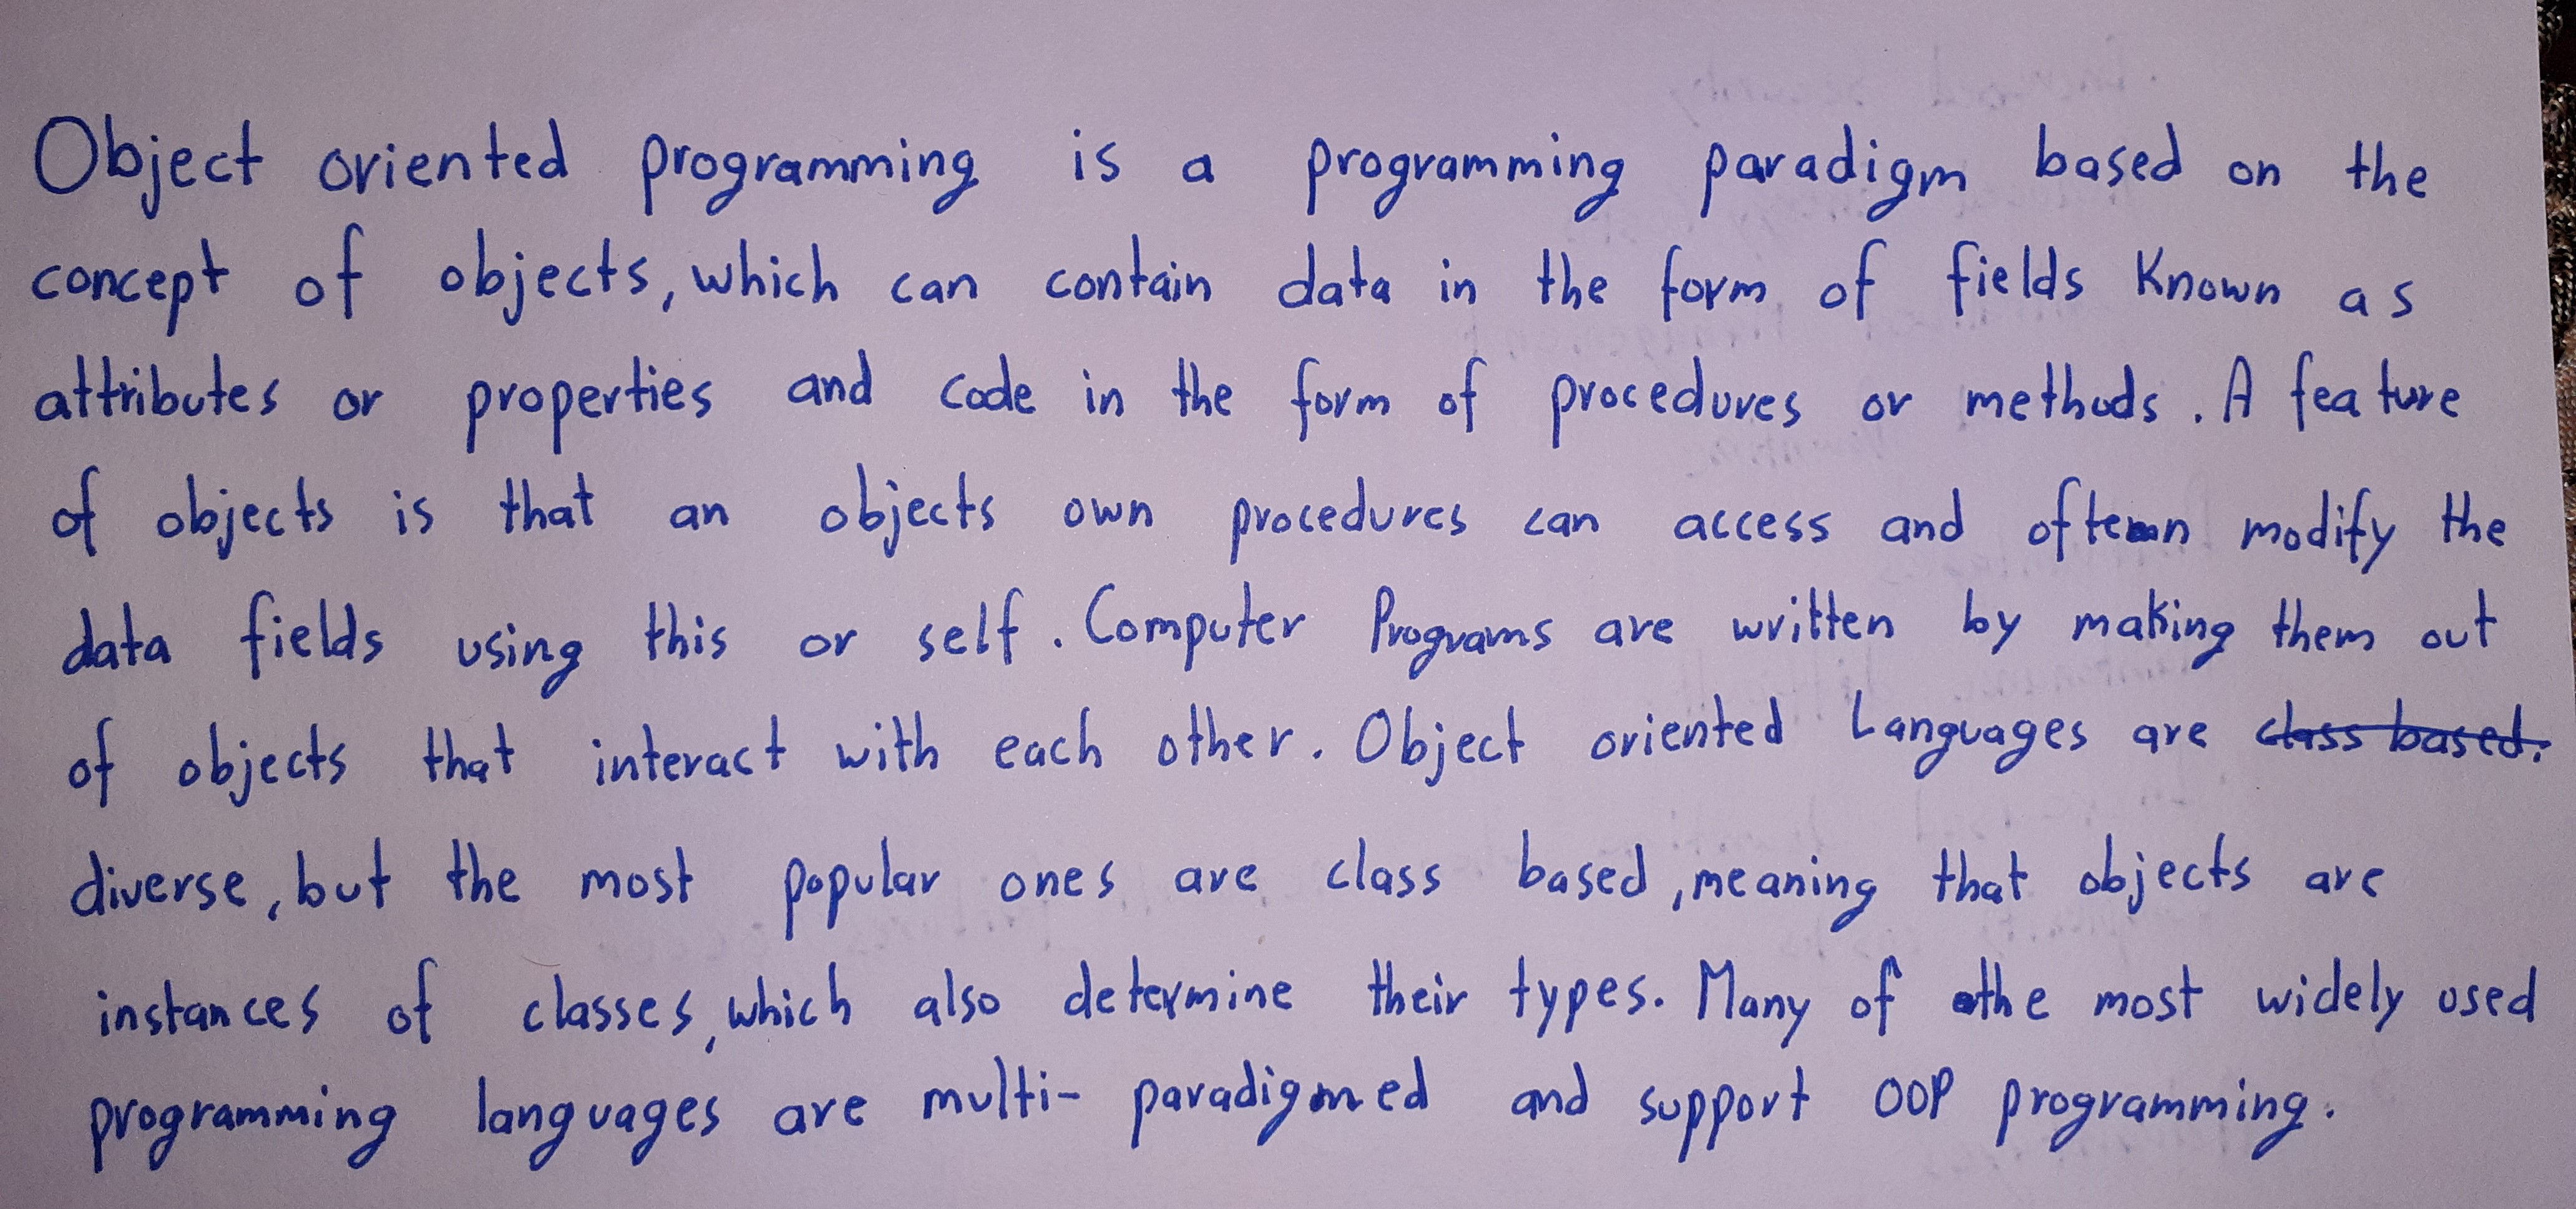 Object oriented programming is a programming paradigm based on the
concept of objects, which can contain data in the form of fields Known as
attributes or properties and code in the form of procedures or methods. A feature
of objects is that an objects own procedures can access and often modify the
data fields using this or self. Computer Programs are written by making them out
of objects that interact with each other. Object oriented Languages are class based.
diverse, but the most popular ones are class based, meaning that objects are
instances of classes, which also determine their types. Many of the most widely used
programming languages are multi- paradigmed and support OOP programming.